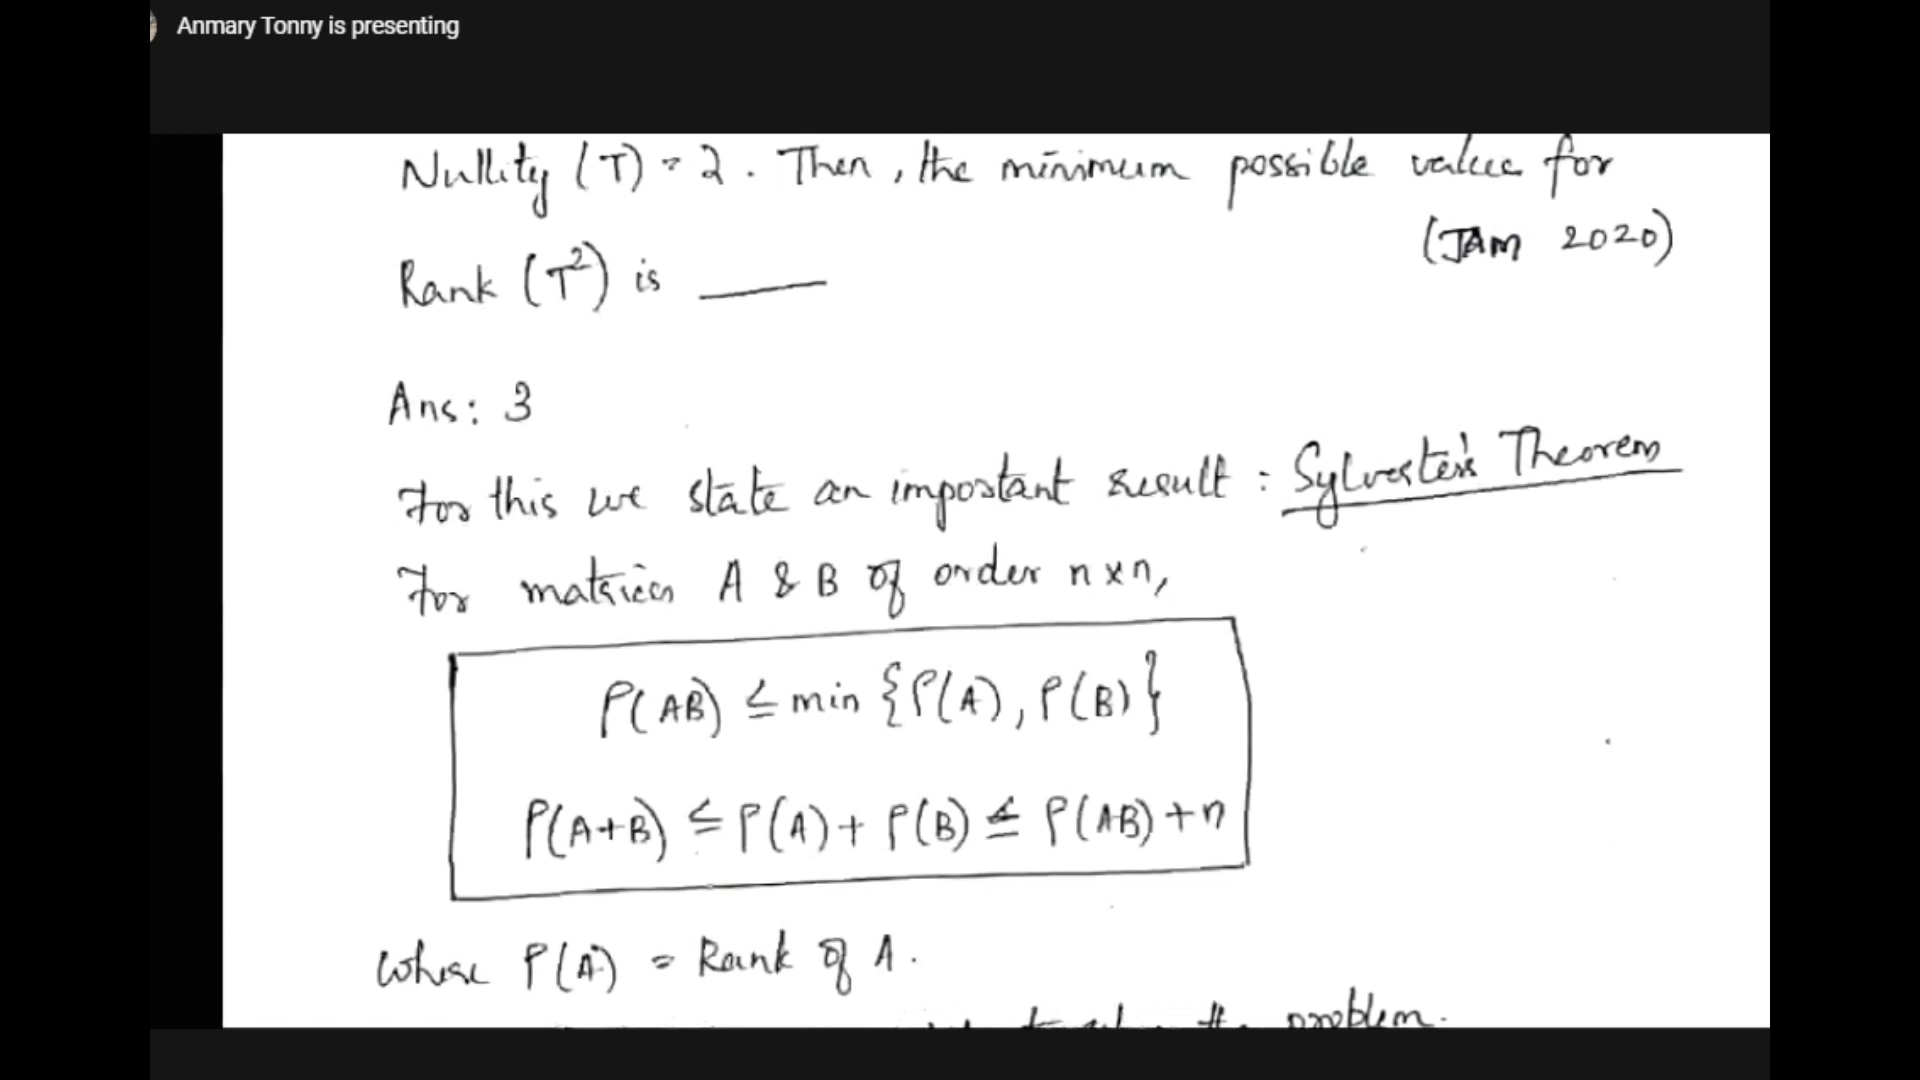 Anmary Tonny is presenting
Nullity (T) = 2. Then, the minimum possible value for
(JAM 2020)
Rank (T²) is ____
Ans: 3
For this we state an important result : Sylvester's Theorem
For matrices A & B of order n×n,
ρ(AB) ≤ min {ρ(A), ρ(B)}
ρ(A+B) ≤ ρ(A) + ρ(B) ≤ ρ(AB) + n
where ρ(A) = Rank of A.
the problem.